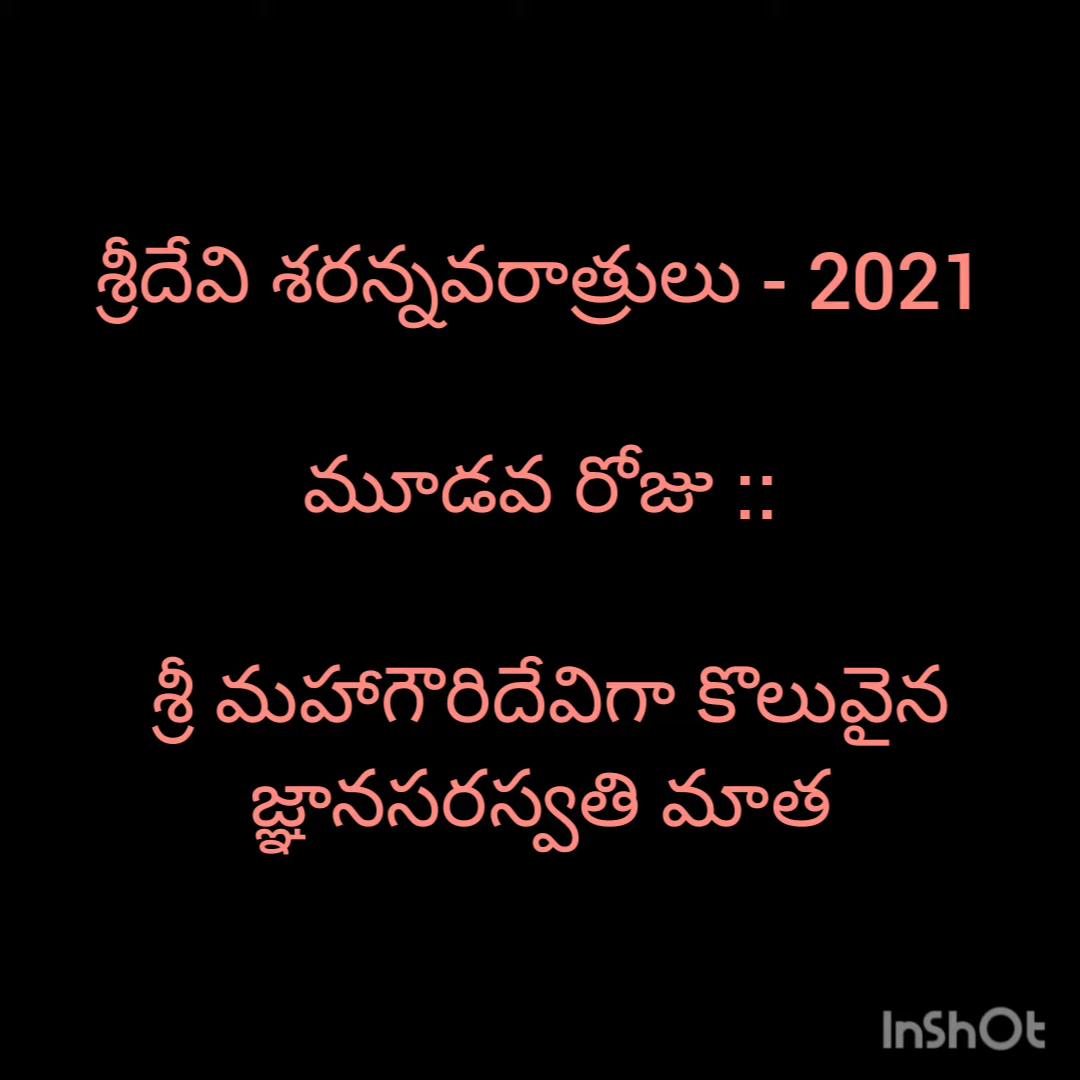 శ్రీదేవి శరన్నవరాత్రులు - 2021
మూడవ రోజు ::
శ్రీ మహాగౌరిదేవిగా కొలువైన
జ్ఞానసరస్వతి మాత
InShOt